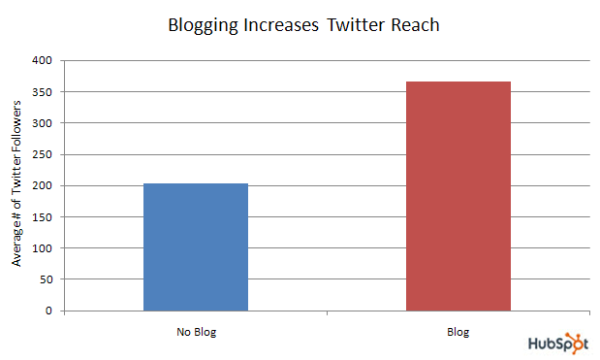 Blogging Increases Twitter Reach
Average # of Twitter Followers
400
350
300
250
200
150
100
50
0
No Blog
Blog
HubSpot